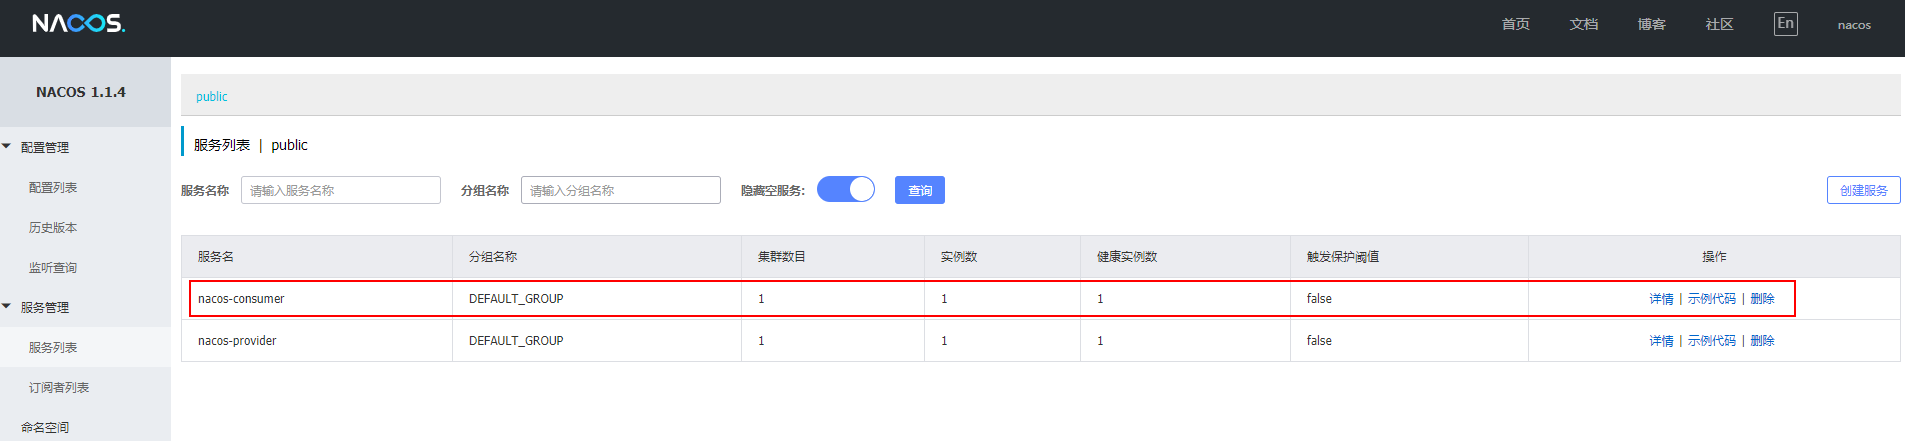 NACOS.
首页 文档 博客 社区 En nacos
NACOS 1.1.4
配置管理
配置列表
历史版本
监听查询
服务管理
服务列表
订阅者列表
命名空间
public
服务列表 | public
服务名称 请输入服务名称 分组名称 请输入分组名称 隐藏空服务: 查询 创建服务
服务名 分组名称 集群数目 实例数 健康实例数 触发保护阈值 操作
nacos-consumer DEFAULT_GROUP 1 1 1 false 详情 | 示例代码 | 删除
nacos-provider DEFAULT_GROUP 1 1 1 false 详情 | 示例代码 | 删除